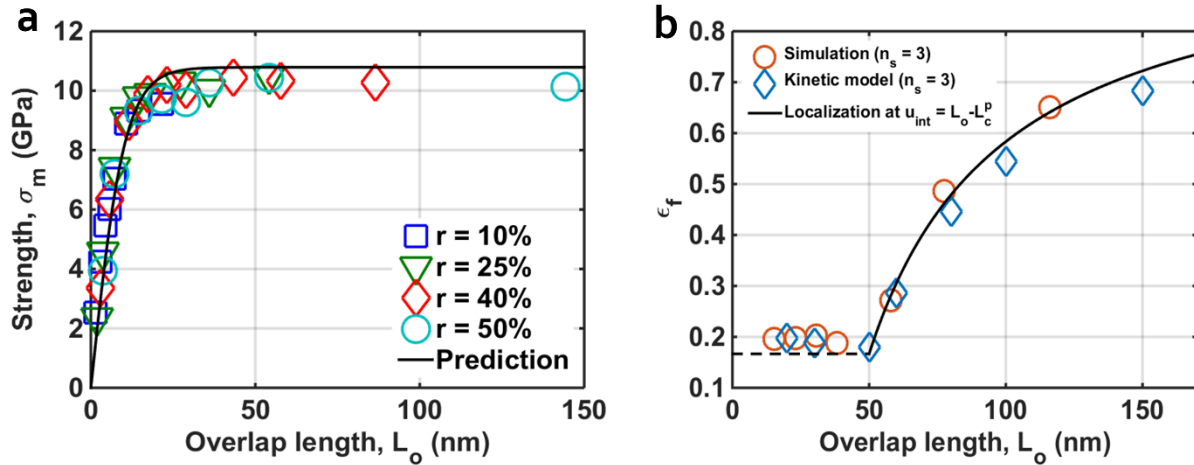 a
12
10
8
6
4
2
0
Strength, σm (GPa)
r = 10%
r = 25%
r = 40%
r = 50%
Prediction
0 50 100 150
Overlap length, Lo (nm)
b
0.8
0.7
0.6
0.5
0.4
0.3
0.2
0.1
ϵf
Simulation (ns = 3)
Kinetic model (ns = 3)
Localization at uint = Lo-Lcp
0 50 100 150
Overlap length, Lo (nm)